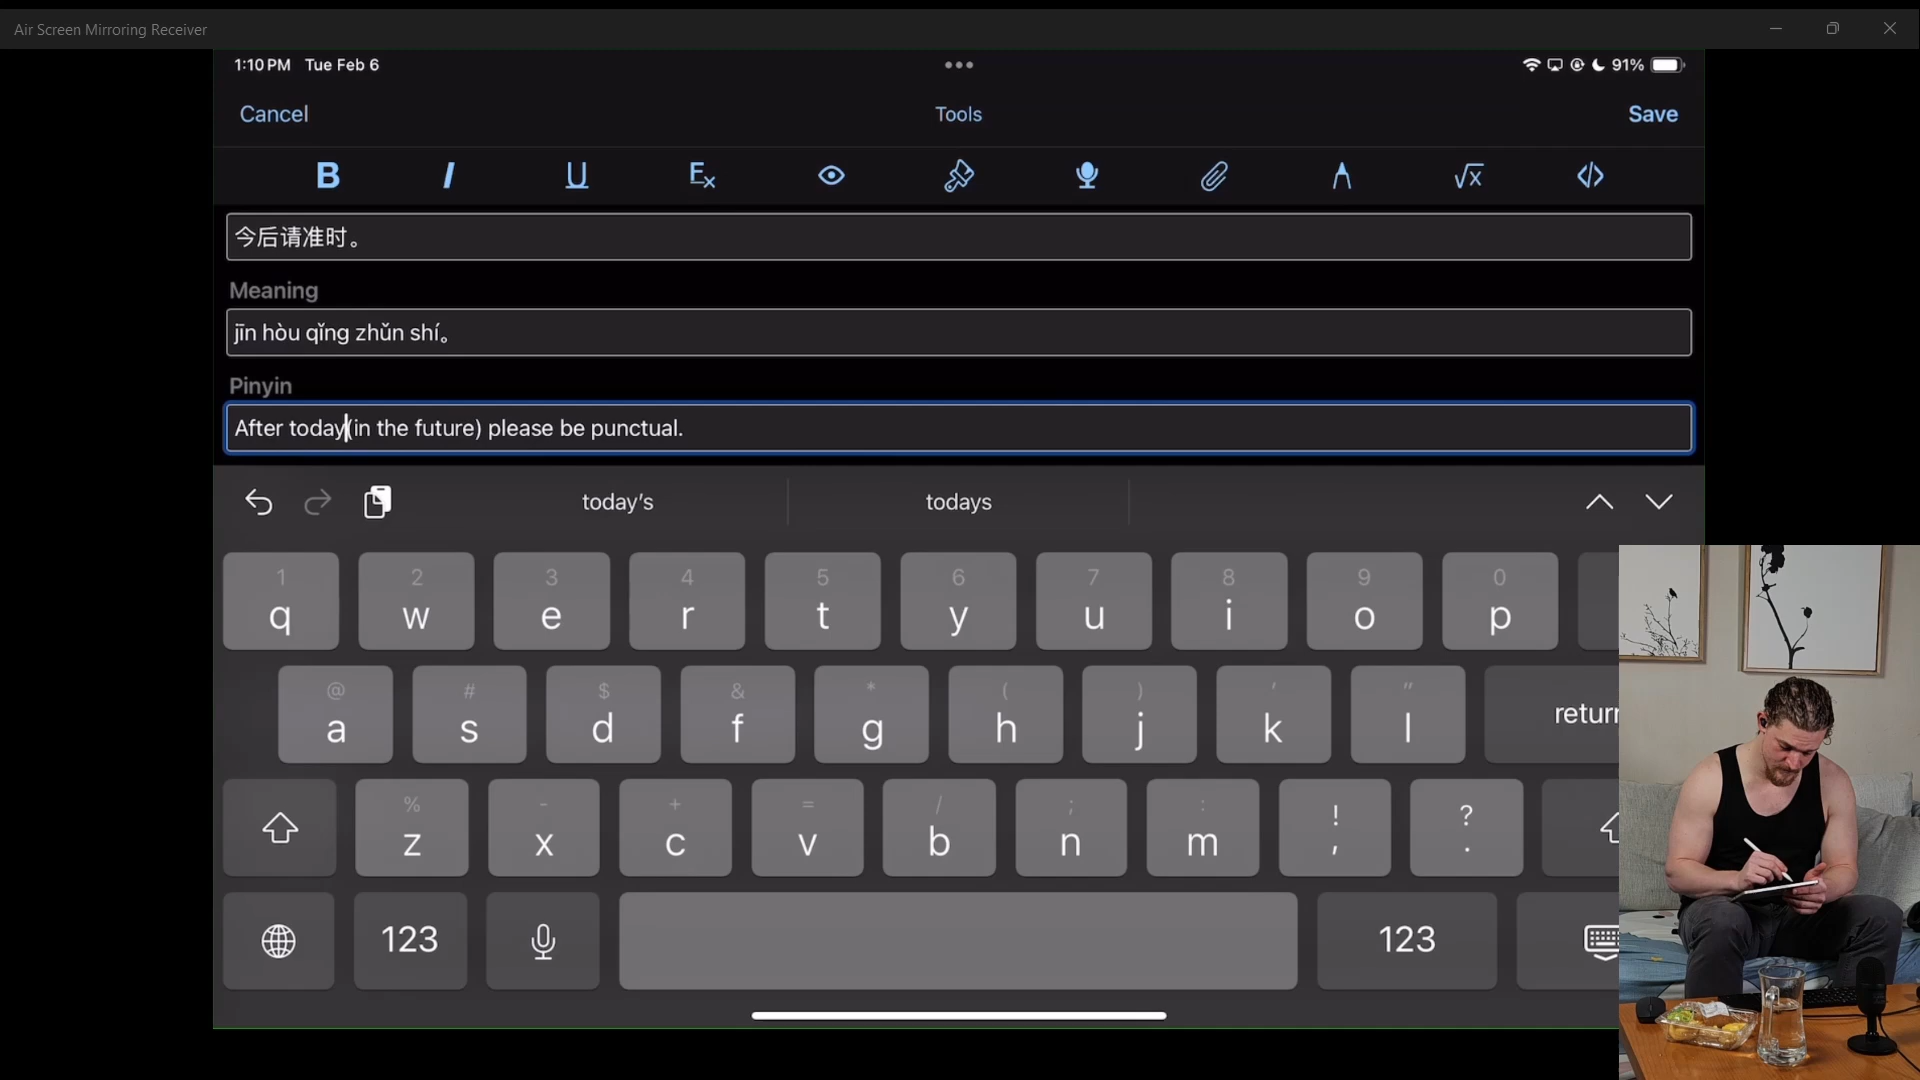 Air Screen Mirroring Receiver
1:10 PM Tue Feb 6
91%
Cancel
Tools
Save
B I U Ex √x </>
今后请准时。
Meaning
jīn hòu qǐng zhǔn shí。
Pinyin
After today(in the future) please be punctual.
today's
todays
1 2 3 4 5 6 7 8 9 0
q w e r t y u i o p
@ # $ & * ( ) ' "
a s d f g h j k l
return
% - + = / ; : ! ?
z x c v b n m , .
123
123